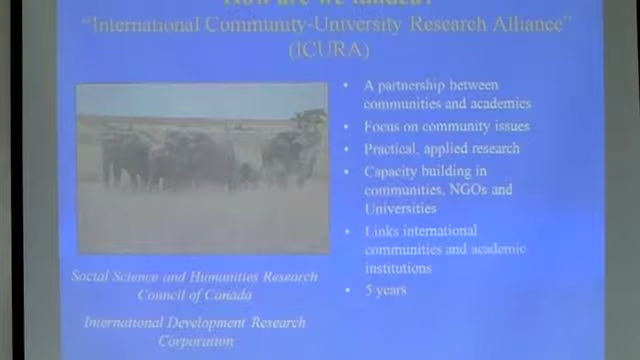 How are we funded?
"International Community-University Research Alliance"
(ICURA)
• A partnership between
communities and academics
• Focus on community issues
• Practical, applied research
• Capacity building in
communities, NGOs and
Universities
• Links international
communities and academic
institutions
• 5 years
Social Science and Humanities Research
Council of Canada
International Development Research
Corporation